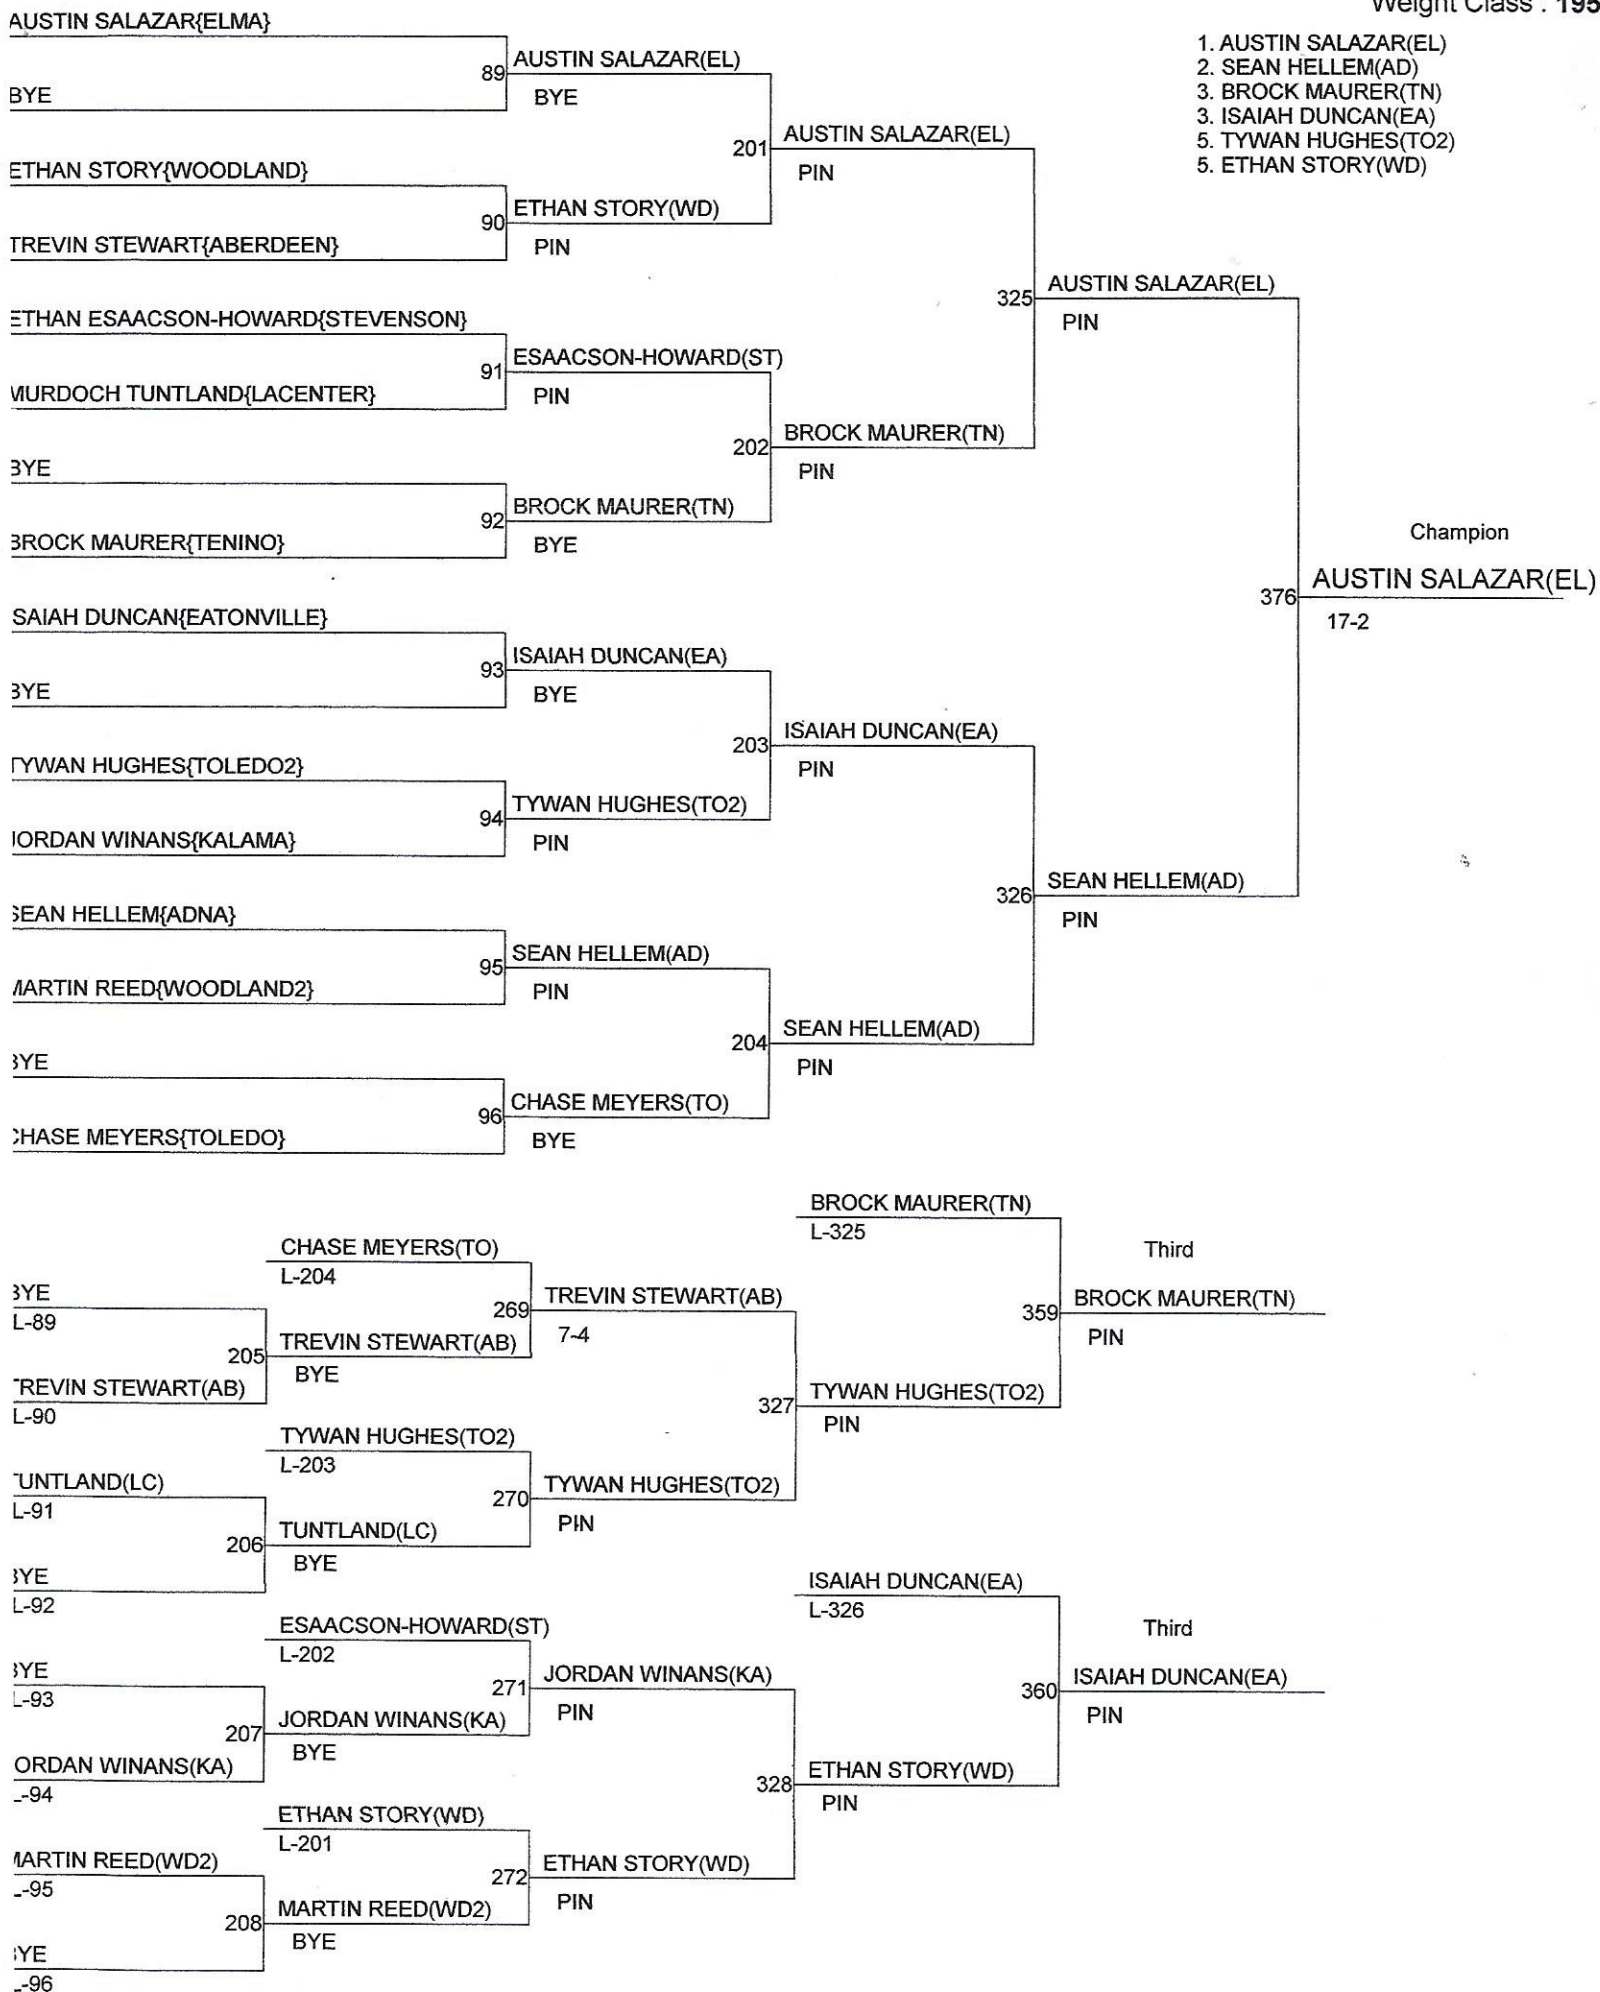 Weight Class : 195
1. AUSTIN SALAZAR(EL)
2. SEAN HELLEM(AD)
3. BROCK MAURER(TN)
3. ISAIAH DUNCAN(EA)
5. TYWAN HUGHES(TO2)
5. ETHAN STORY(WD)
AUSTIN SALAZAR{ELMA}
BYE
ETHAN STORY{WOODLAND}
TREVIN STEWART{ABERDEEN}
ETHAN ESAACSON-HOWARD{STEVENSON}
MURDOCH TUNTLAND{LACENTER}
BYE
BROCK MAURER{TENINO}
ISAIAH DUNCAN{EATONVILLE}
BYE
TYWAN HUGHES{TOLEDO2}
JORDAN WINANS{KALAMA}
SEAN HELLEM{ADNA}
MARTIN REED{WOODLAND2}
BYE
CHASE MEYERS{TOLEDO}
89 AUSTIN SALAZAR(EL)
BYE
90 ETHAN STORY(WD)
PIN
91 ESAACSON-HOWARD(ST)
PIN
92 BROCK MAURER(TN)
BYE
93 ISAIAH DUNCAN(EA)
BYE
94 TYWAN HUGHES(TO2)
PIN
95 SEAN HELLEM(AD)
PIN
96 CHASE MEYERS(TO)
BYE
201 AUSTIN SALAZAR(EL)
PIN
202 BROCK MAURER(TN)
PIN
203 ISAIAH DUNCAN(EA)
PIN
204 SEAN HELLEM(AD)
PIN
325 AUSTIN SALAZAR(EL)
PIN
326 SEAN HELLEM(AD)
PIN
Champion
376 AUSTIN SALAZAR(EL)
17-2
BYE
L-89
TREVIN STEWART(AB)
L-90
TUNTLAND(LC)
L-91
BYE
L-92
BYE
L-93
JORDAN WINANS(KA)
L-94
MARTIN REED(WD2)
L-95
BYE
L-96
CHASE MEYERS(TO)
L-204
205 TREVIN STEWART(AB)
BYE
TYWAN HUGHES(TO2)
L-203
206 TUNTLAND(LC)
BYE
ESAACSON-HOWARD(ST)
L-202
207 JORDAN WINANS(KA)
BYE
ETHAN STORY(WD)
L-201
208 MARTIN REED(WD2)
BYE
269 TREVIN STEWART(AB)
7-4
270 TYWAN HUGHES(TO2)
PIN
271 JORDAN WINANS(KA)
PIN
272 ETHAN STORY(WD)
PIN
BROCK MAURER(TN)
L-325
327 TYWAN HUGHES(TO2)
PIN
ISAIAH DUNCAN(EA)
L-326
328 ETHAN STORY(WD)
PIN
Third
359 BROCK MAURER(TN)
PIN
Third
360 ISAIAH DUNCAN(EA)
PIN